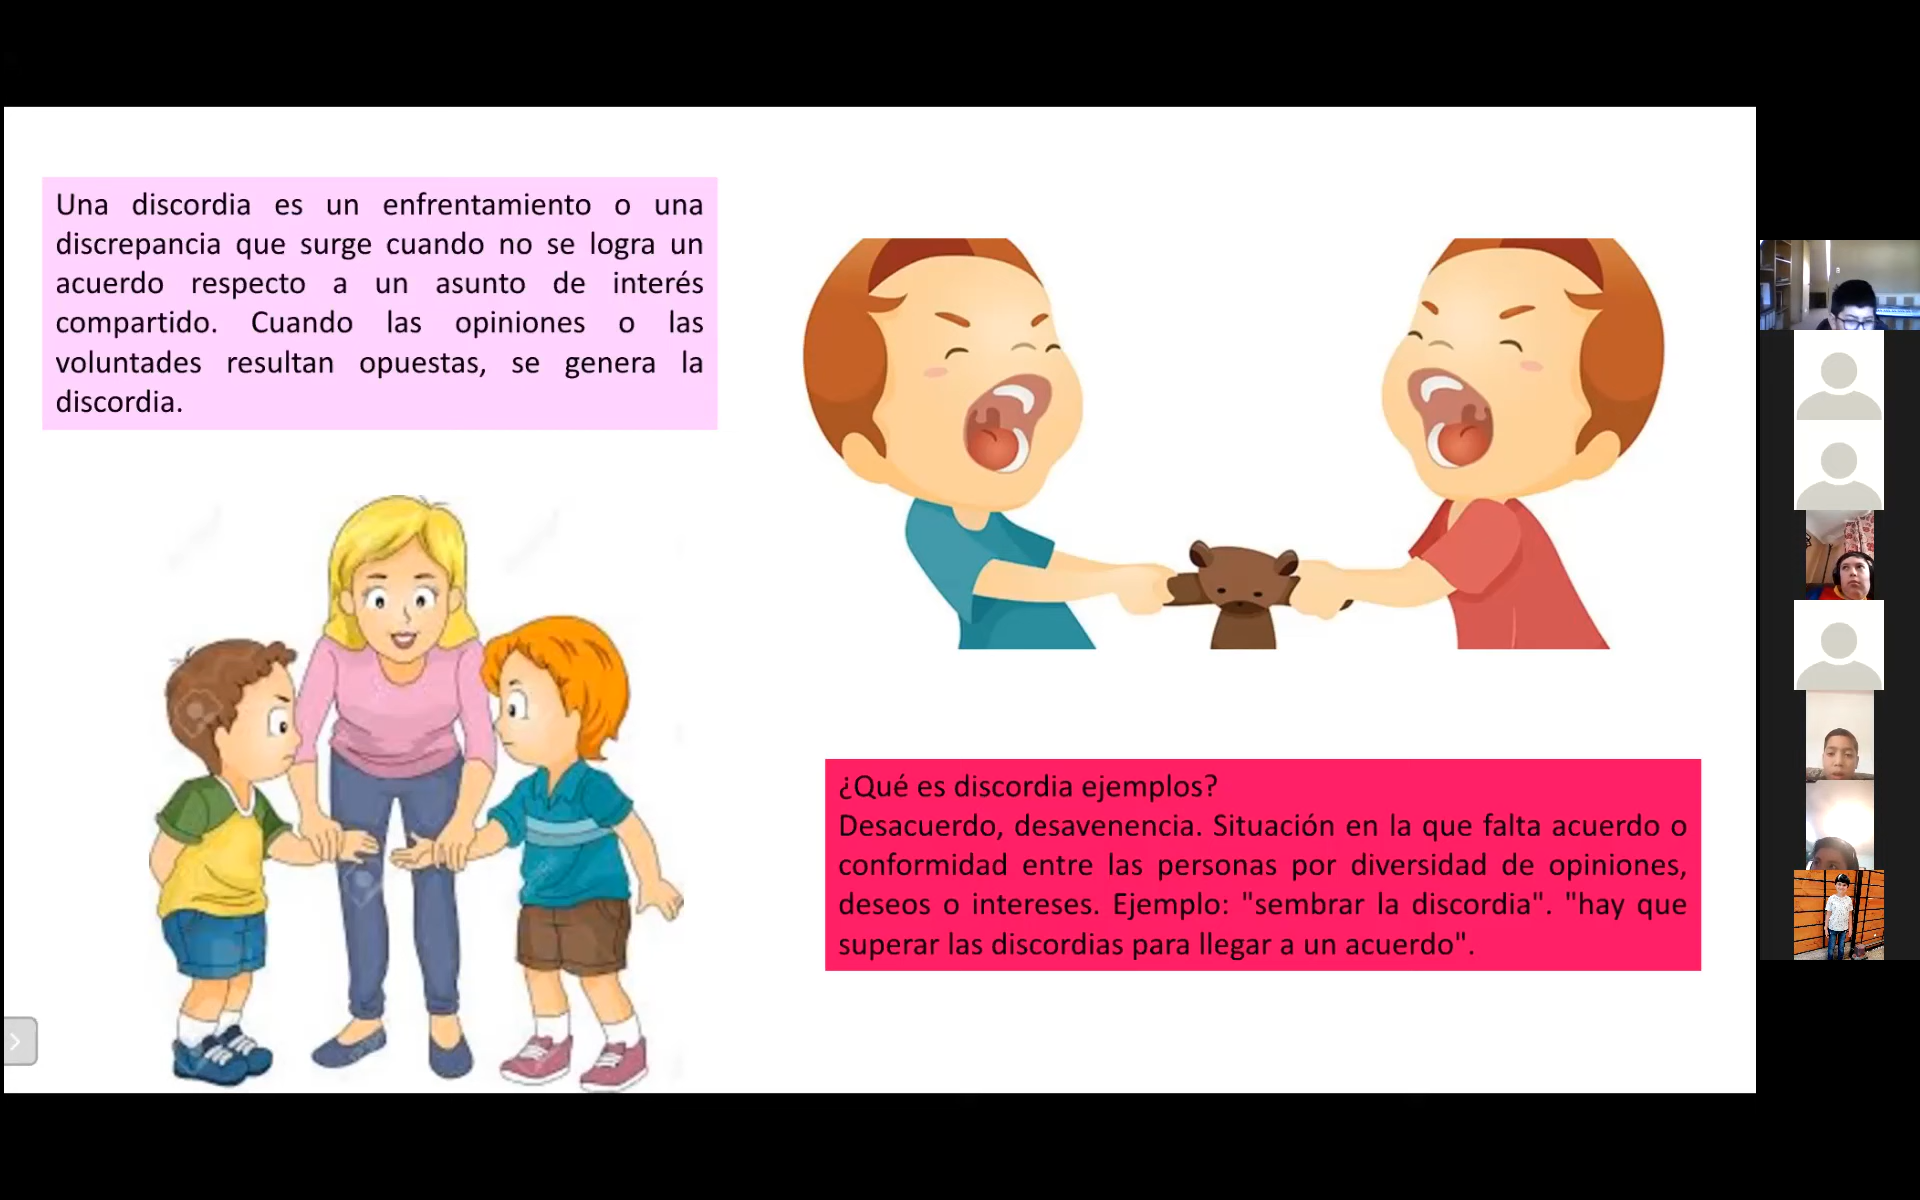 Una discordia es un enfrentamiento o una
discrepancia que surge cuando no se logra un
acuerdo respecto a un asunto de interés
compartido. Cuando las opiniones o las
voluntades resultan opuestas, se genera la
discordia.
¿Qué es discordia ejemplos?
Desacuerdo, desavenencia. Situación en la que falta acuerdo o
conformidad entre las personas por diversidad de opiniones,
deseos o intereses. Ejemplo: "sembrar la discordia". "hay que
superar las discordias para llegar a un acuerdo".